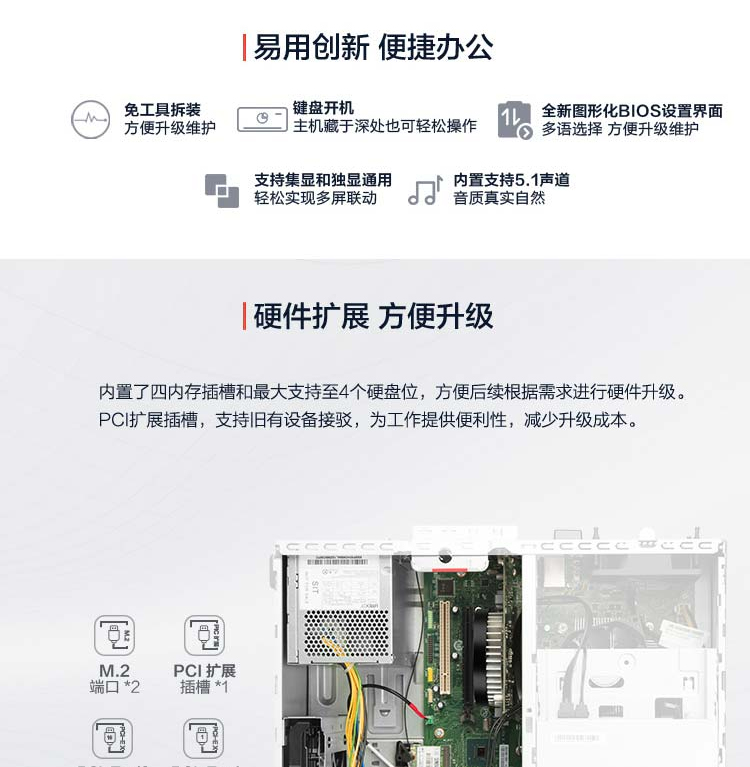 易用创新 便捷办公
免工具拆装
方便升级维护
键盘开机
主机藏于深处也可轻松操作
全新图形化BIOS设置界面
多语选择 方便升级维护
支持集显和独显通用
轻松实现多屏联动
内置支持5.1声道
音质真实自然
硬件扩展 方便升级
内置了四内存插槽和最大支持至4个硬盘位，方便后续根据需求进行硬件升级。
PCI扩展插槽，支持旧有设备接驳，为工作提供便利性，减少升级成本。
M.2
端口 *2
PCI 扩展
插槽 *1